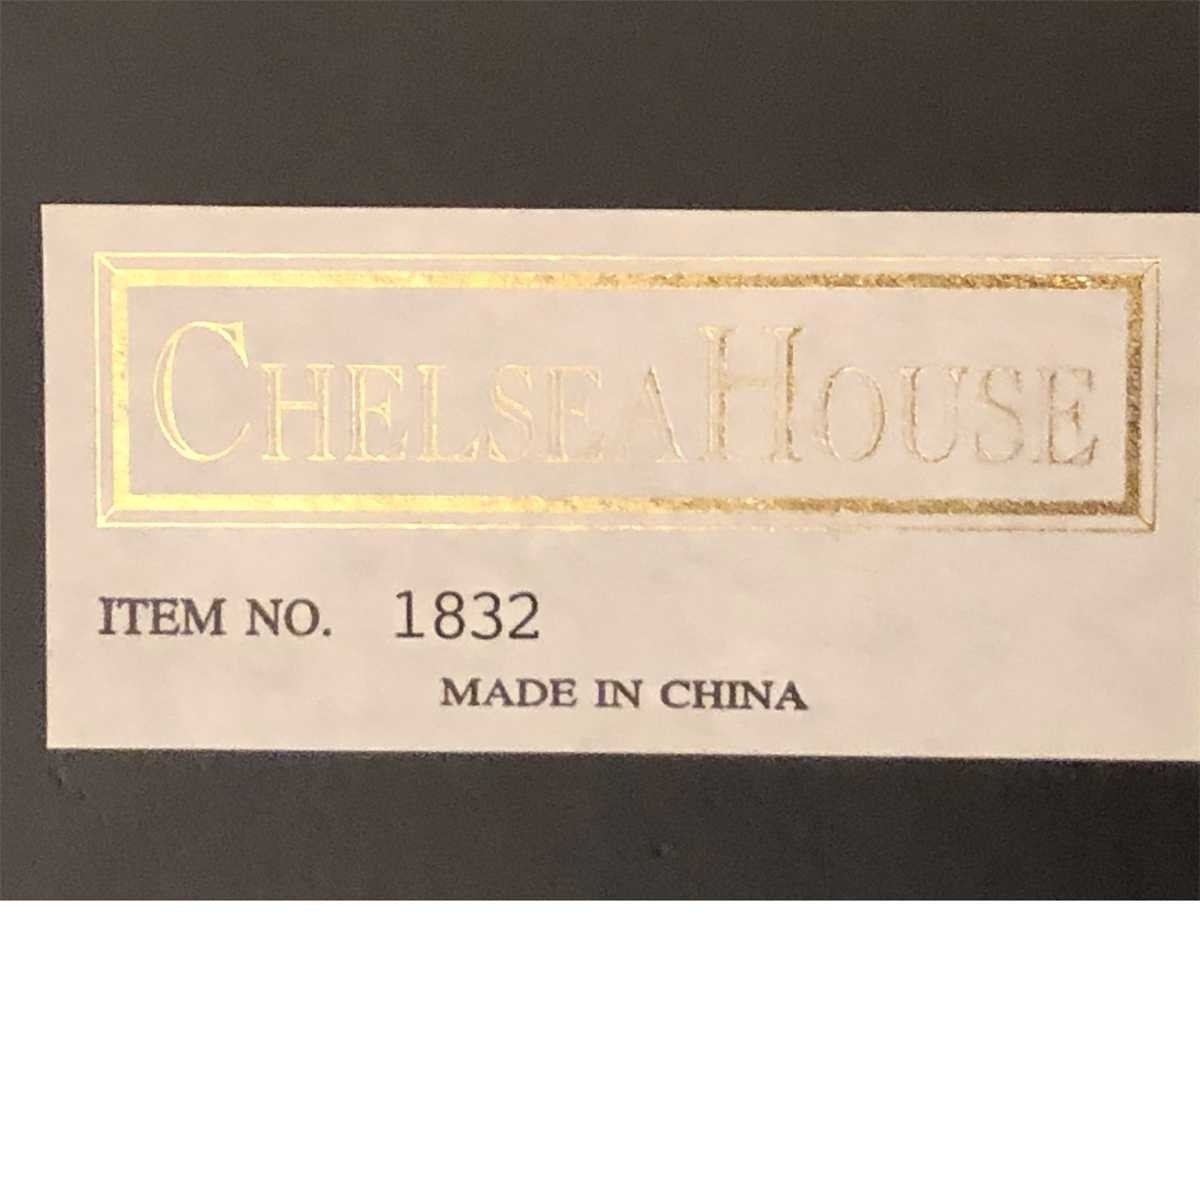 CHELSEA HOUSE
ITEM NO. 1832
MADE IN CHINA